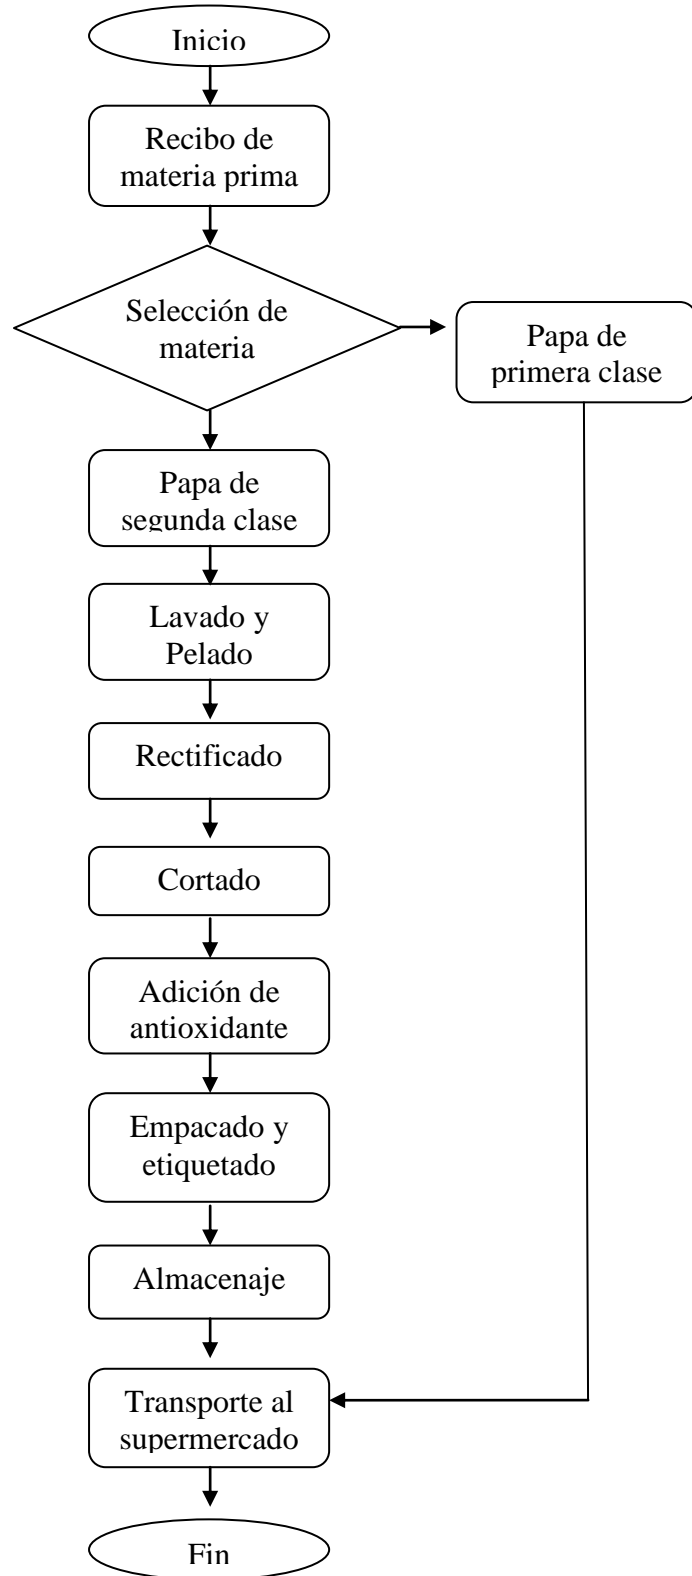 Inicio
Recibo de
materia prima
Selección de
materia
Papa de
primera clase
Papa de
segunda clase
Lavado y
Pelado
Rectificado
Cortado
Adición de
antioxidante
Empacado y
etiquetado
Almacenaje
Transporte al
supermercado
Fin